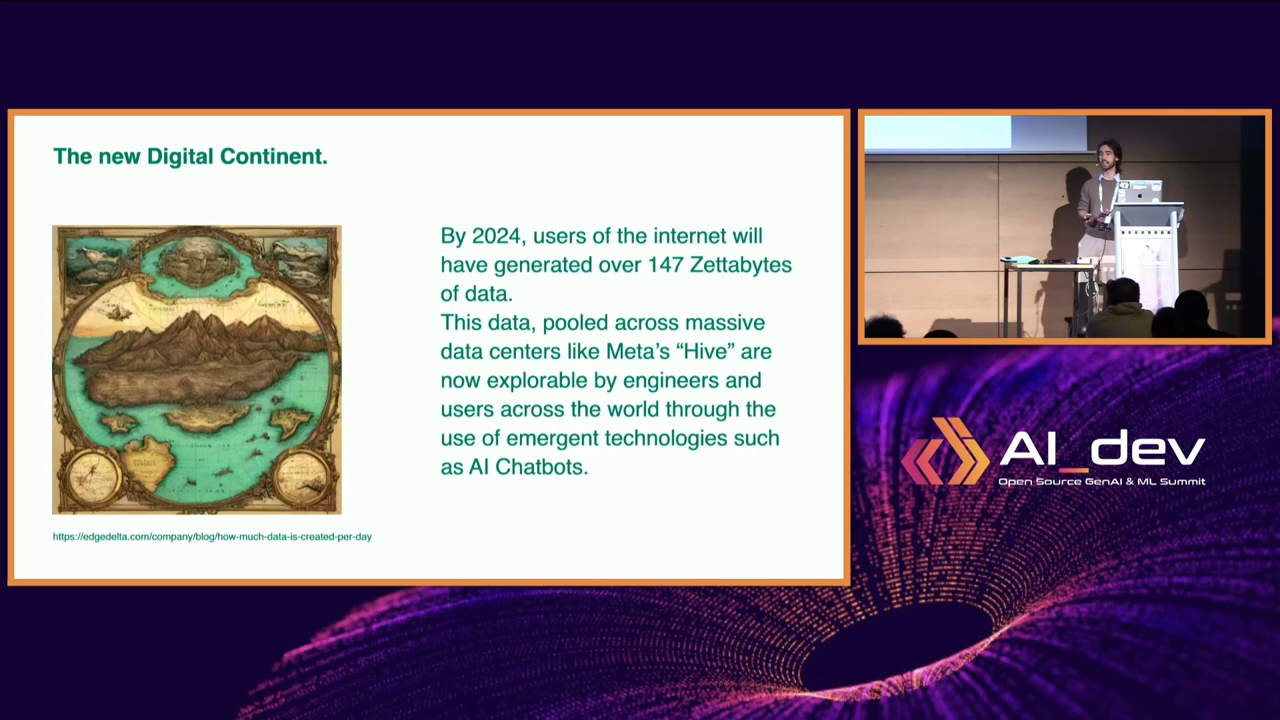 The new Digital Continent.
By 2024, users of the internet will
have generated over 147 Zettabytes
of data.
This data, pooled across massive
data centers like Meta’s “Hive” are
now explorable by engineers and
users across the world through the
use of emergent technologies such
as AI Chatbots.
https://edgedelta.com/company/blog/how-much-data-is-created-per-day
AI_dev
Open Source GenAI & ML Summit